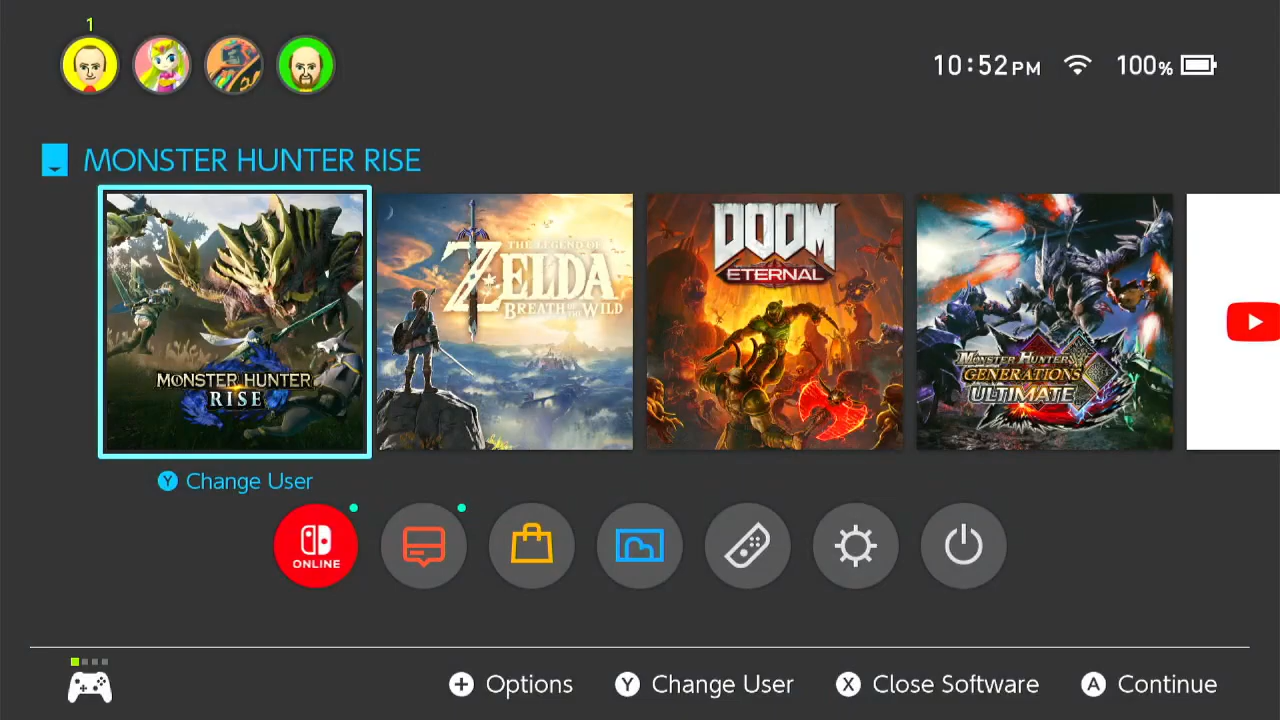 1
10:52PM 100%
MONSTER HUNTER RISE
MONSTER HUNTER
RISE
THE LEGEND OF
ZELDA
BREATH OF THE WILD
DOOM
ETERNAL
MONSTER HUNTER
GENERATIONS
ULTIMATE
Y Change User
ONLINE
+ Options Y Change User X Close Software A Continue